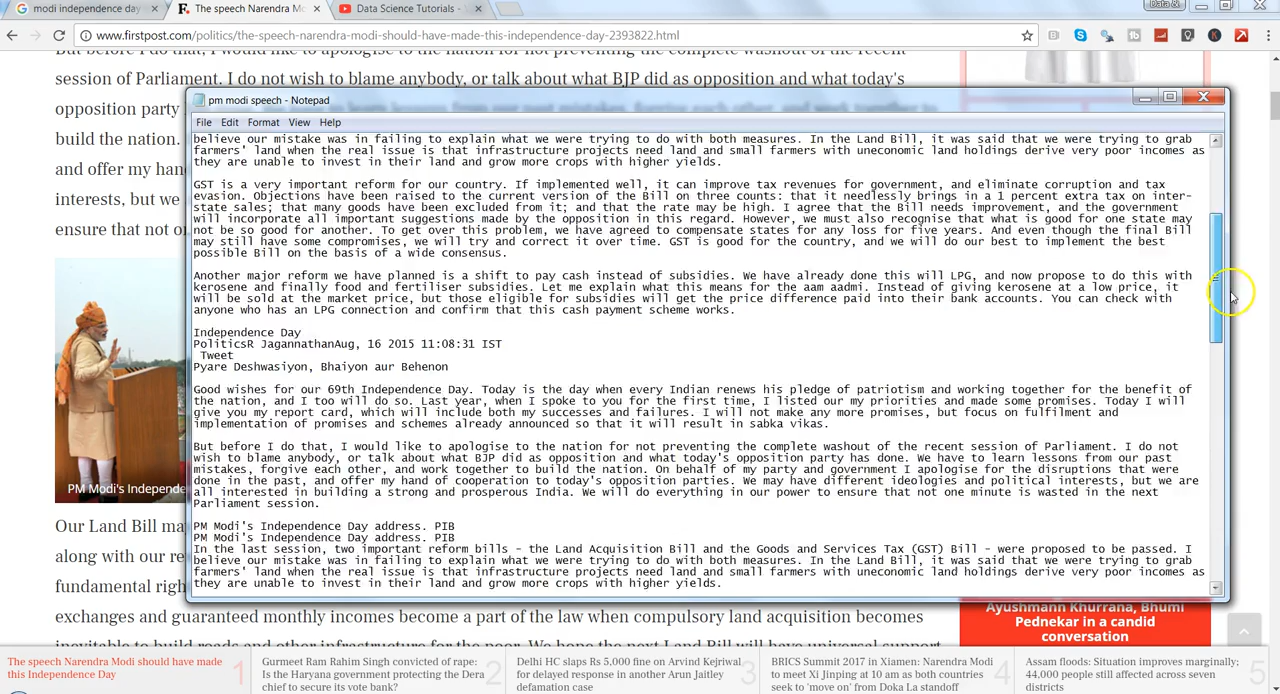 modi independence day
The speech Narendra Mo
Data Science Tutorials -
Data &
www.firstpost.com/politics/the-speech-narendra-modi-should-have-made-this-independence-day-2393822.html
session of Parliament. I do not wish to blame anybody, or talk about what BJP did as opposition and what today's
opposition party
build the nation.
and offer my han
interests, but we
ensure that not o
pm modi speech - Notepad
File Edit Format View Help
believe our mistake was in failing to explain what we were trying to do with both measures. In the Land Bill, it was said that we were trying to grab
farmers' land when the real issue is that infrastructure projects need land and small farmers with uneconomic land holdings derive very poor incomes as
they are unable to invest in their land and grow more crops with higher yields.
GST is a very important reform for our country. If implemented well, it can improve tax revenues for government, and eliminate corruption and tax
evasion. Objections have been raised to the current version of the Bill on three counts: that it needlessly brings in a 1 percent extra tax on inter-
state sales; that many goods have been excluded from it; and that the rate may be high. I agree that the Bill needs improvement, and the government
will incorporate all important suggestions made by the opposition in this regard. However, we must also recognise that what is good for one state may
not be so good for another. To get over this problem, we have agreed to compensate states for any loss for five years. And even though the final Bill
may still have some compromises, we will try and correct it over time. GST is good for the country, and we will do our best to implement the best
possible Bill on the basis of a wide consensus.
Another major reform we have planned is a shift to pay cash instead of subsidies. We have already done this will LPG, and now propose to do this with
kerosene and finally food and fertiliser subsidies. Let me explain what this means for the aam aadmi. Instead of giving kerosene at a low price, it
will be sold at the market price, but those eligible for subsidies will get the price difference paid into their bank accounts. You can check with
anyone who has an LPG connection and confirm that this cash payment scheme works.
Independence Day
PoliticsR JagannathanAug, 16 2015 11:08:31 IST
Tweet
Pyare Deshwasiyon, Bhaiyon aur Behenon
Good wishes for our 69th Independence Day. Today is the day when every Indian renews his pledge of patriotism and working together for the benefit of
the nation, and I too will do so. Last year, when I spoke to you for the first time, I listed our my priorities and made some promises. Today I will
give you my report card, which will include both my successes and failures. I will not make any more promises, but focus on fulfilment and
implementation of promises and schemes already announced so that it will result in sabka vikas.
But before I do that, I would like to apologise to the nation for not preventing the complete washout of the recent session of Parliament. I do not
wish to blame anybody, or talk about what BJP did as opposition and what today's opposition party has done. We have to learn lessons from our past
mistakes, forgive each other, and work together to build the nation. On behalf of my party and government I apologise for the disruptions that were
done in the past, and offer my hand of cooperation to today's opposition parties. We may have different ideologies and political interests, but we are
all interested in building a strong and prosperous India. We will do everything in our power to ensure that not one minute is wasted in the next
Parliament session.
PM Modi's Independence Day address. PIB
PM Modi's Independence Day address. PIB
In the last session, two important reform bills - the Land Acquisition Bill and the Goods and Services Tax (GST) Bill - were proposed to be passed. I
believe our mistake was in failing to explain what we were trying to do with both measures. In the Land Bill, it was said that we were trying to grab
farmers' land when the real issue is that infrastructure projects need land and small farmers with uneconomic land holdings derive very poor incomes as
they are unable to invest in their land and grow more crops with higher yields.
PM Modi's Independe
Our Land Bill ma
along with our re
fundamental righ
exchanges and guaranteed monthly incomes become a part of the law when compulsory land acquisition becomes
Ayushmann Khurrana, Bhumi
Pednekar in a candid
conversation
The speech Narendra Modi should have made
this Independence Day
1
Gurmeet Ram Rahim Singh convicted of rape:
Is the Haryana government protecting the Dera
chief to secure its vote bank?
2
Delhi HC slaps Rs 5,000 fine on Arvind Kejriwal
for delayed response in another Arun Jaitley
defamation case
3
BRICS Summit 2017 in Xiamen: Narendra Modi
to meet Xi Jinping at 10 am as both countries
seek to 'move on' from Doka La standoff
4
Assam floods: Situation improves marginally;
44,000 people still affected across seven
districts
5